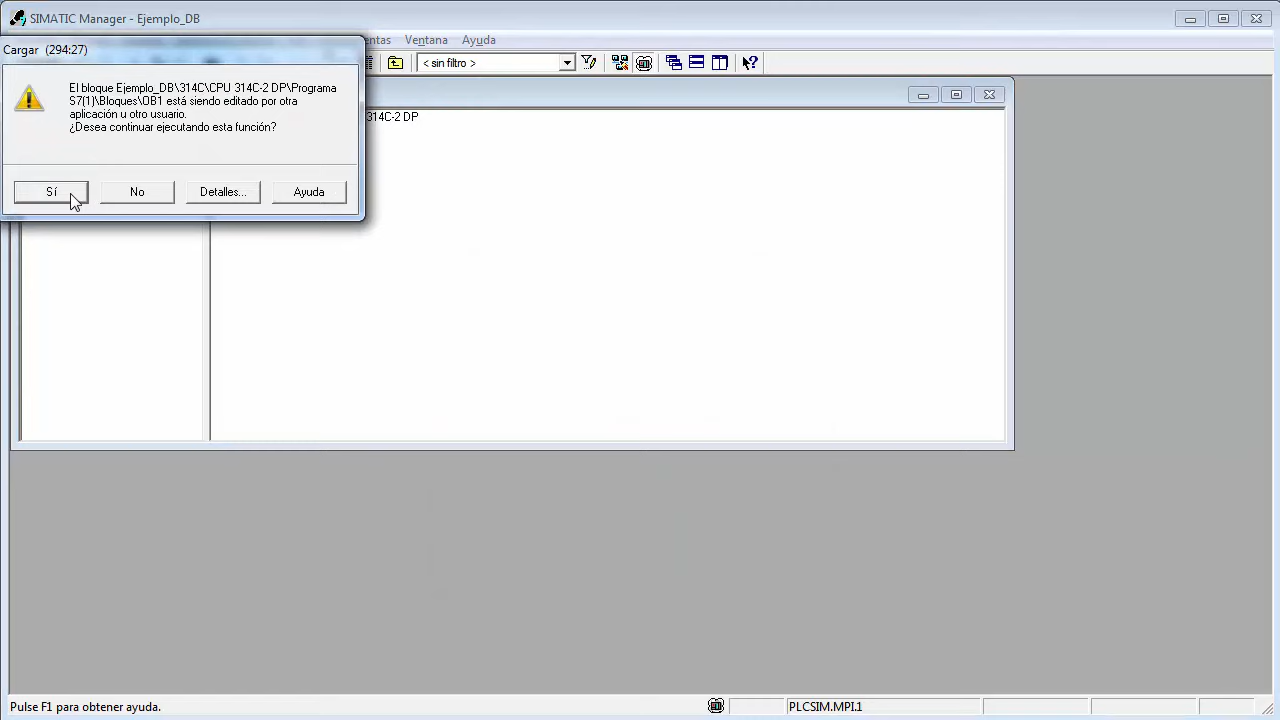 SIMATIC Manager - Ejemplo_DB
Cargar (294:27)
entas Ventana Ayuda
< sin filtro >
El bloque Ejemplo_DB\314C\CPU 314C-2 DP\Programa
S7(1)\Bloques\OB1 está siendo editado por otra
aplicación u otro usuario.
¿Desea continuar ejecutando esta función?
314C-2 DP
Sí No Detalles... Ayuda
Pulse F1 para obtener ayuda. PLCSIM.MPI.1